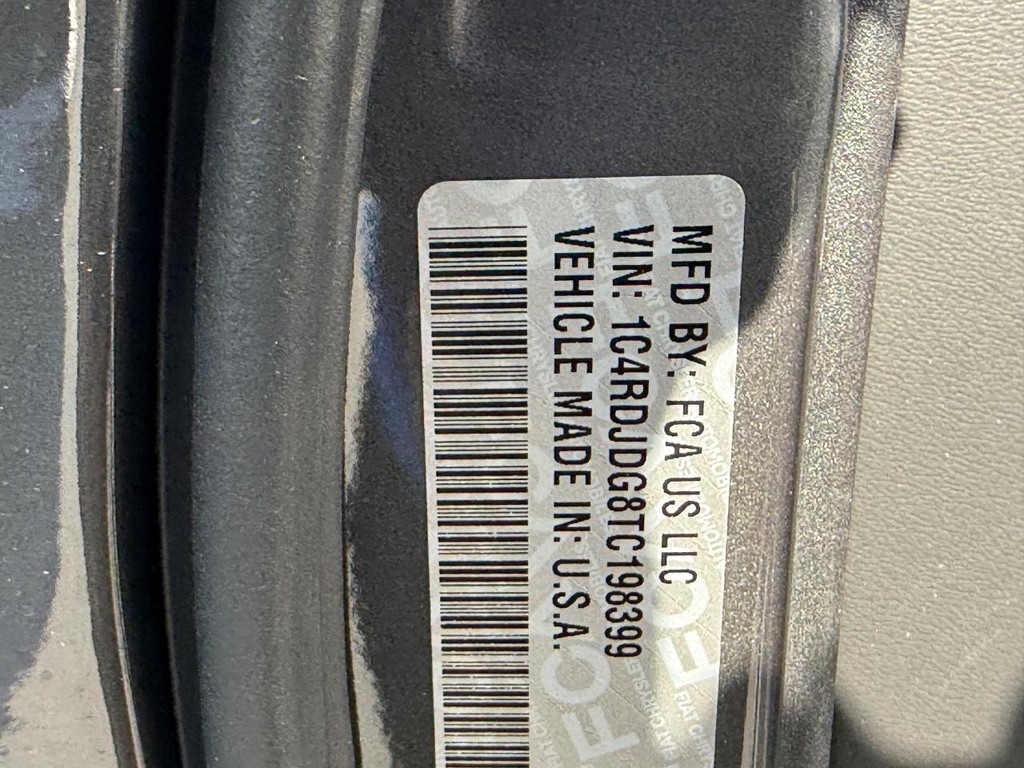 MFD BY: FCA US LLC
VIN: 1C4RDJDG8TC198399
VEHICLE MADE IN: U.S.A.